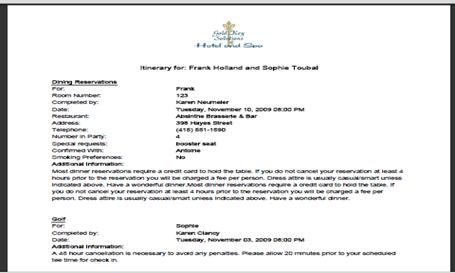 Gold Key
Solutions
Hotel and Spa
Itinerary for: Frank Holland and Sophie Toubal
Dining Reservations
For: Frank
Room Number: 123
Completed by: Karen Neumeier
Date: Tuesday, November 10, 2009 08:00 PM
Restaurant: Absinthe Brasserie & Bar
Address: 398 Hayes Street
Telephone: (415) 551-1590
Number in Party: 4
Special requests: booster seat
Confirmed With: Antoine
Smoking Preferences: No
Additional Information:
Most dinner reservations require a credit card to hold the table. If you do not cancel your reservation at least 4
hours prior to the reservation you will be charged a fee per person. Dress attire is usually casual/smart unless
indicated above. Have a wonderful dinner.Most dinner reservations require a credit card to hold the table. If
you do not cancel your reservation at least 4 hours prior to the reservation you will be charged a fee per
person. Dress attire is usually casual/smart unless indicated above. Have a wonderful dinner.
Golf
For: Sophie
Completed by: Karen Clancy
Date: Tuesday, November 03, 2009 08:00 PM
Additional Information:
A 48 hour cancellation is necessary to avoid any penalties. Please allow 20 minutes prior to your scheduled
tee time for check in.